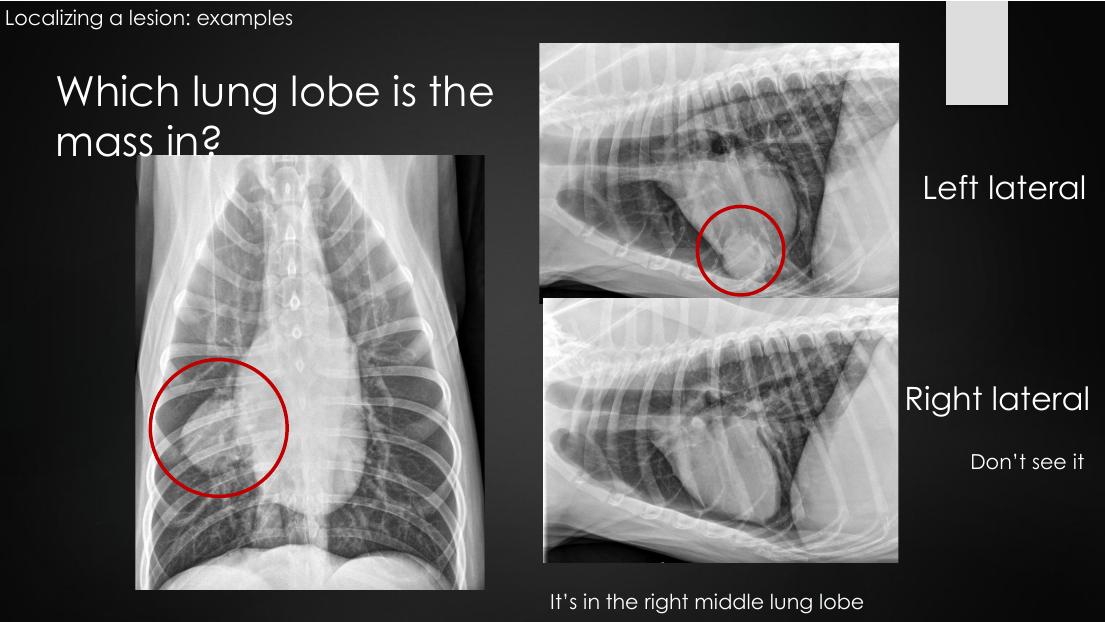 Localizing a lesion: examples
Which lung lobe is the
mass in?
Left lateral
Right lateral
Don’t see it
It’s in the right middle lung lobe